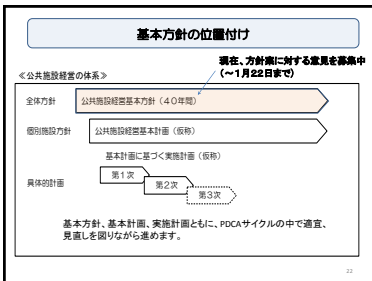 基本方針の位置付け
現在、方針案に対する意見を募集中
（～1月22日まで）
≪公共施設経営の体系≫
全体方針
公共施設経営基本方針（４０年間）
個別施設方針
公共施設経営基本計画（仮称）
基本計画に基づく実施計画（仮称）
具体的計画
第１次
第２次
第３次
基本方針、基本計画、実施計画ともに、PDCAサイクルの中で適宜、
見直しを図りながら進めます。
22